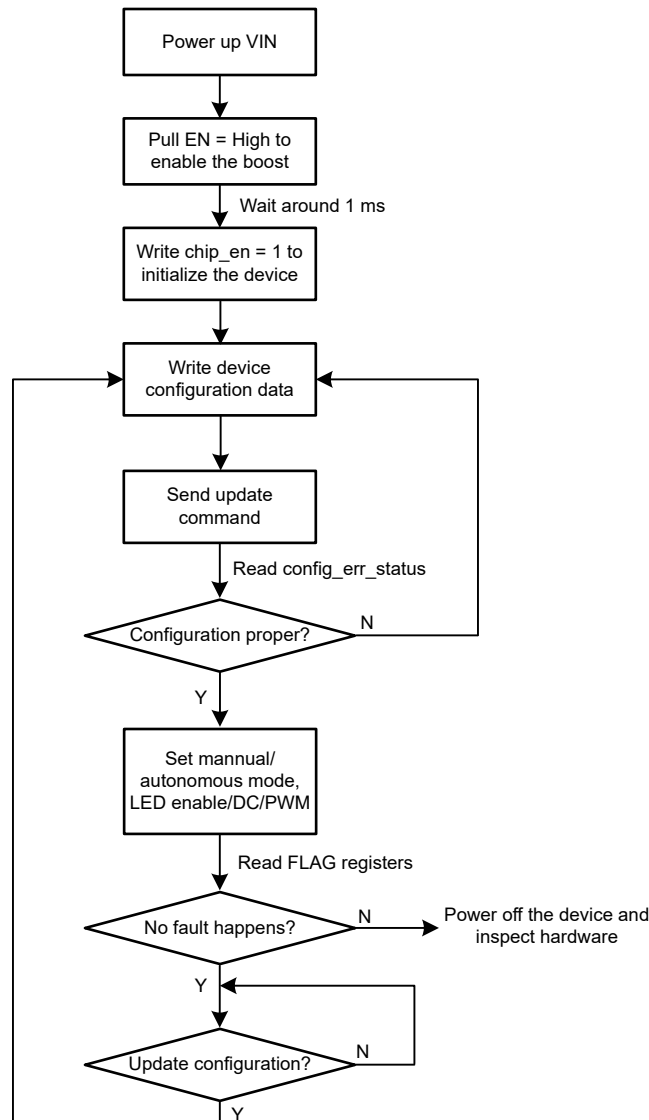 Power up VIN
Pull EN = High to
enable the boost
Wait around 1 ms
Write chip_en = 1 to
initialize the device
Write device
configuration data
Send update
command
Read config_err_status
Configuration proper?
N
Y
Set mannual/
autonomous mode,
LED enable/DC/PWM
Read FLAG registers
No fault happens?
N
Power off the device and
inspect hardware
Y
Update configuration?
N
Y